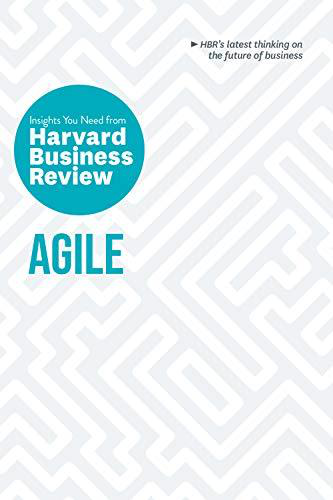 ► HBR's latest thinking on
the future of business
Insights You Need from
Harvard
Business
Review
AGILE